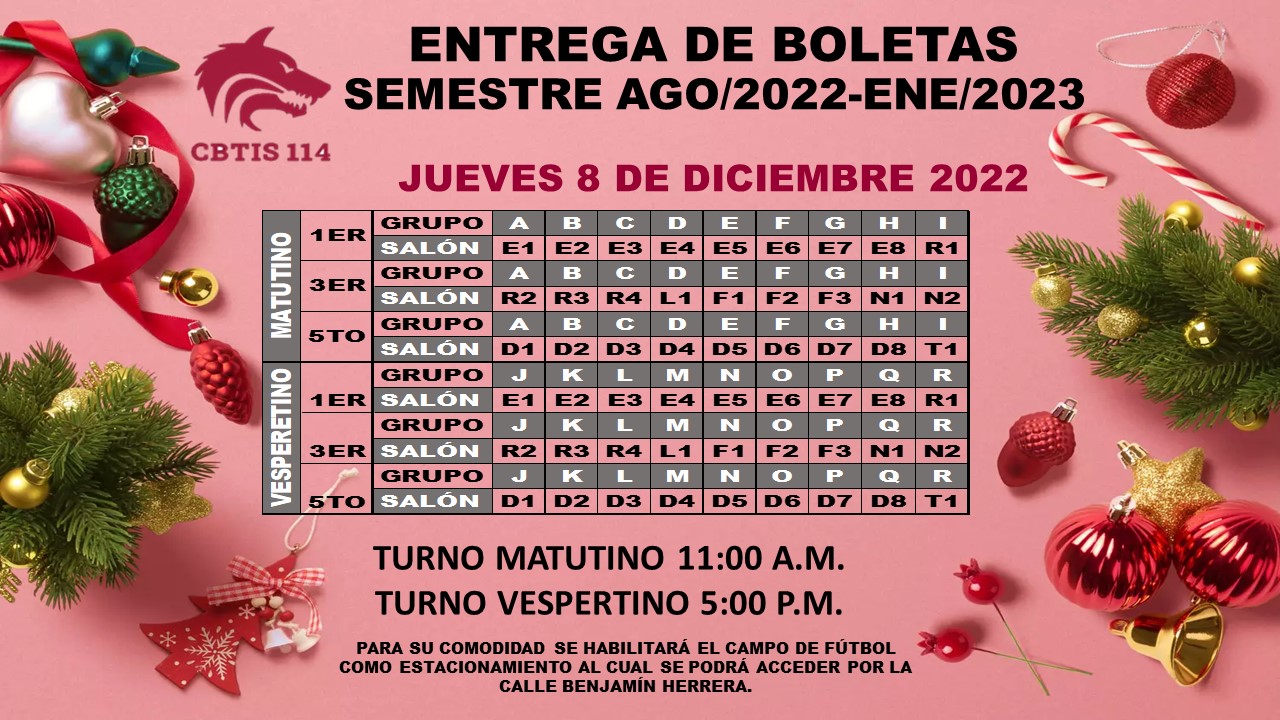 ENTREGA DE BOLETAS
SEMESTRE AGO/2022-ENE/2023
CBTIS 114
JUEVES 8 DE DICIEMBRE 2022
MATUTINO
1ER
GRUPO A B C D E F G H I
SALÓN E1 E2 E3 E4 E5 E6 E7 E8 R1
3ER
GRUPO A B C D E F G H I
SALÓN R2 R3 R4 L1 F1 F2 F3 N1 N2
5TO
GRUPO A B C D E F G H I
SALÓN D1 D2 D3 D4 D5 D6 D7 D8 T1
VESPERETINO
1ER
GRUPO J K L M N O P Q R
SALÓN E1 E2 E3 E4 E5 E6 E7 E8 R1
3ER
GRUPO J K L M N O P Q R
SALÓN R2 R3 R4 L1 F1 F2 F3 N1 N2
5TO
GRUPO J K L M N O P Q R
SALÓN D1 D2 D3 D4 D5 D6 D7 D8 T1
TURNO MATUTINO 11:00 A.M.
TURNO VESPERTINO 5:00 P.M.
PARA SU COMODIDAD SE HABILITARÁ EL CAMPO DE FÚTBOL
COMO ESTACIONAMIENTO AL CUAL SE PODRÁ ACCEDER POR LA
CALLE BENJAMÍN HERRERA.